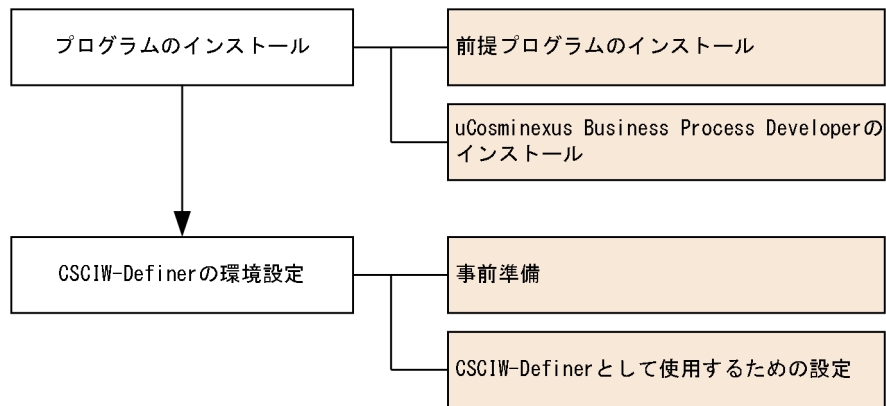 プログラムのインストール
前提プログラムのインストール
uCosminexus Business Process Developerの
インストール
CSCIW-Definerの環境設定
事前準備
CSCIW-Definerとして使用するための設定